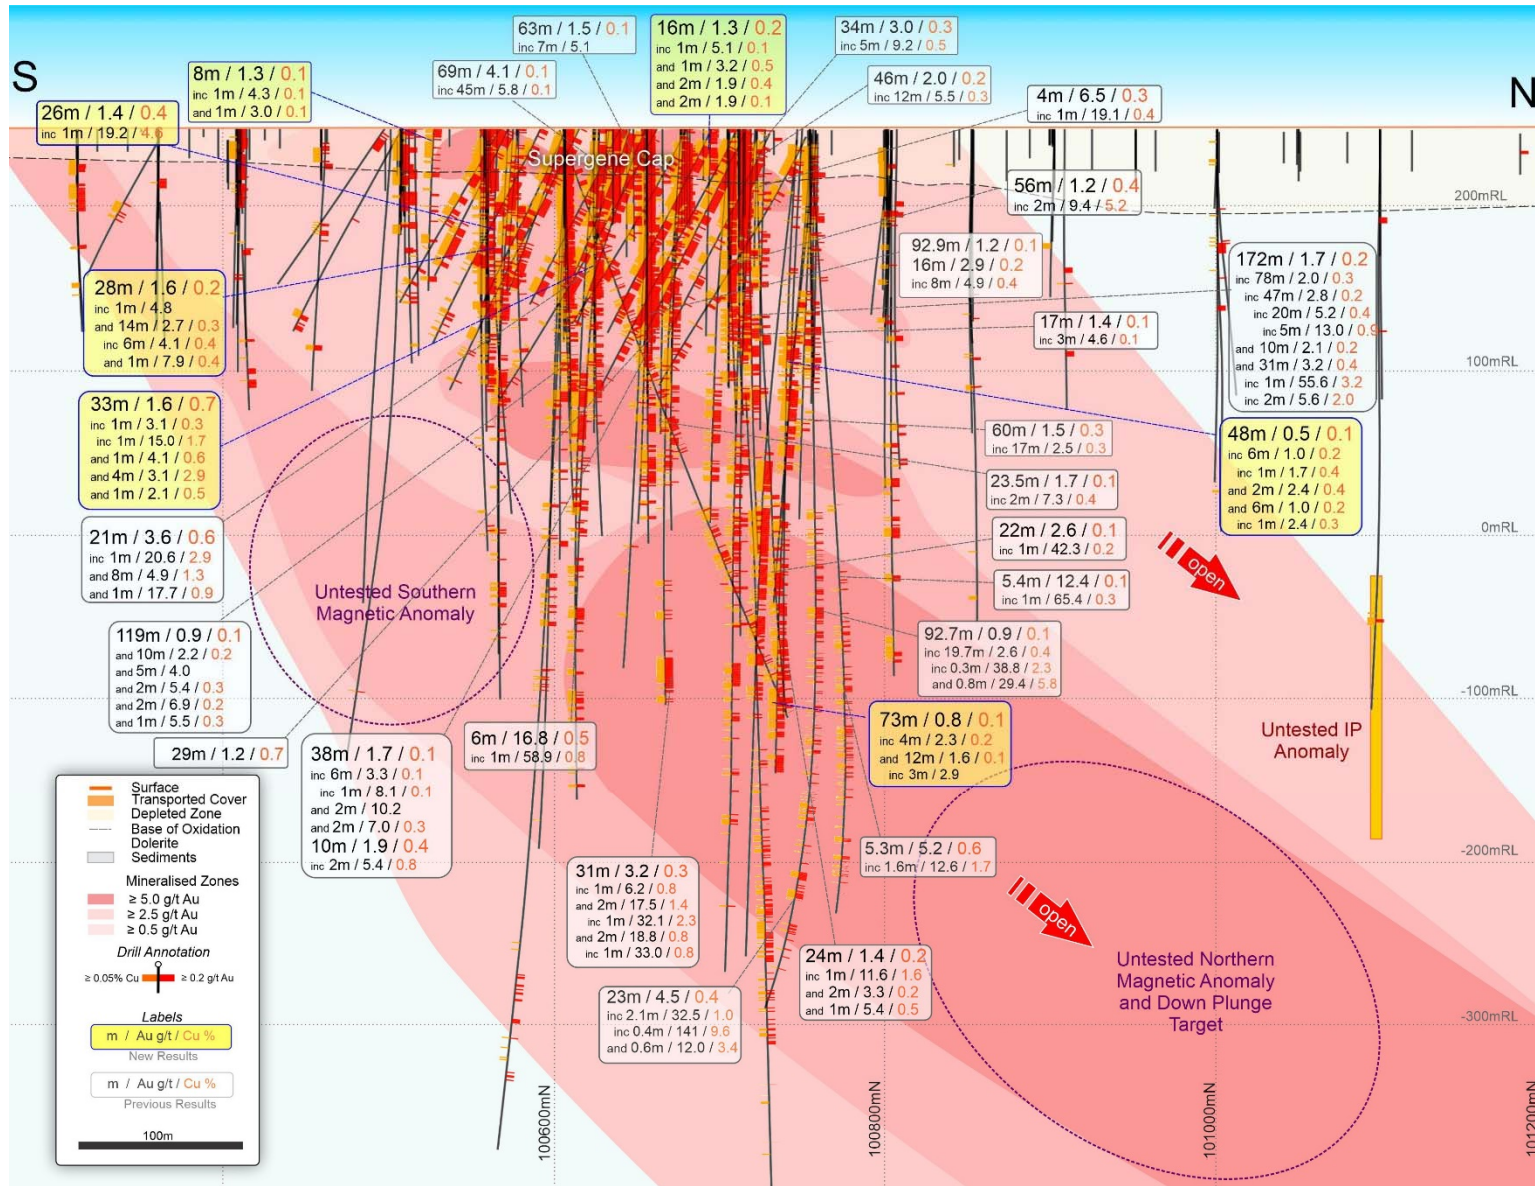 S
N
63m / 1.5 / 0.1
inc 7m / 5.1
16m / 1.3 / 0.2
inc 1m / 5.1 / 0.1
and 1m / 3.2 / 0.5
and 2m / 1.9 / 0.4
and 2m / 1.9 / 0.1
34m / 3.0 / 0.3
inc 5m / 9.2 / 0.5
8m / 1.3 / 0.1
inc 1m / 4.3 / 0.1
and 1m / 3.0 / 0.1
69m / 4.1 / 0.1
inc 45m / 5.8 / 0.1
46m / 2.0 / 0.2
inc 12m / 5.5 / 0.3
4m / 6.5 / 0.3
inc 1m / 19.1 / 0.4
26m / 1.4 / 0.4
inc 1m / 19.2 / 4.6
Supergene Cap
56m / 1.2 / 0.4
inc 2m / 9.4 / 5.2
200mRL
92.9m / 1.2 / 0.1
16m / 2.9 / 0.2
inc 8m / 4.9 / 0.4
172m / 1.7 / 0.2
inc 78m / 2.0 / 0.3
inc 47m / 2.8 / 0.2
inc 20m / 5.2 / 0.4
inc 5m / 13.0 / 0.9
and 10m / 2.1 / 0.2
and 31m / 3.2 / 0.4
inc 1m / 55.6 / 3.2
inc 2m / 5.6 / 2.0
28m / 1.6 / 0.2
inc 1m / 4.8
and 14m / 2.7 / 0.3
inc 6m / 4.1 / 0.4
and 1m / 7.9 / 0.4
17m / 1.4 / 0.1
inc 3m / 4.6 / 0.1
100mRL
33m / 1.6 / 0.7
inc 1m / 3.1 / 0.3
inc 1m / 15.0 / 1.7
and 1m / 4.1 / 0.6
and 4m / 3.1 / 2.9
and 1m / 2.1 / 0.5
60m / 1.5 / 0.3
inc 17m / 2.5 / 0.3
48m / 0.5 / 0.1
inc 6m / 1.0 / 0.2
inc 1m / 1.7 / 0.4
and 2m / 2.4 / 0.4
and 6m / 1.0 / 0.2
inc 1m / 2.4 / 0.3
23.5m / 1.7 / 0.1
inc 2m / 7.3 / 0.4
21m / 3.6 / 0.6
inc 1m / 20.6 / 2.9
and 8m / 4.9 / 1.3
and 1m / 17.7 / 0.9
22m / 2.6 / 0.1
inc 1m / 42.3 / 0.2
0mRL
open
Untested Southern
Magnetic Anomaly
5.4m / 12.4 / 0.1
inc 1m / 65.4 / 0.3
119m / 0.9 / 0.1
and 10m / 2.2 / 0.2
and 5m / 4.0
and 2m / 5.4 / 0.3
and 2m / 6.9 / 0.2
and 1m / 5.5 / 0.3
92.7m / 0.9 / 0.1
inc 19.7m / 2.6 / 0.4
inc 0.3m / 38.8 / 2.3
and 0.8m / 29.4 / 5.8
-100mRL
29m / 1.2 / 0.7
38m / 1.7 / 0.1
inc 6m / 3.3 / 0.1
inc 1m / 8.1 / 0.1
and 2m / 10.2
and 2m / 7.0 / 0.3
10m / 1.9 / 0.4
inc 2m / 5.4 / 0.8
6m / 16.8 / 0.5
inc 1m / 58.9 / 0.8
73m / 0.8 / 0.1
inc 4m / 2.3 / 0.2
and 12m / 1.6 / 0.1
inc 3m / 2.9
Untested IP
Anomaly
5.3m / 5.2 / 0.6
inc 1.6m / 12.6 / 1.7
-200mRL
31m / 3.2 / 0.3
inc 1m / 6.2 / 0.8
and 2m / 17.5 / 1.4
inc 1m / 32.1 / 2.3
and 2m / 18.8 / 0.8
inc 1m / 33.0 / 0.8
open
24m / 1.4 / 0.2
inc 1m / 11.6 / 1.6
and 2m / 3.3 / 0.2
and 1m / 5.4 / 0.5
Untested Northern
Magnetic Anomaly
and Down Plunge
Target
23m / 4.5 / 0.4
inc 2.1m / 32.5 / 1.0
inc 0.4m / 141 / 9.6
and 0.6m / 12.0 / 3.4
-300mRL
Surface
Transported Cover
Depleted Zone
Base of Oxidation
Dolerite
Sediments
Mineralised Zones
≥ 5.0 g/t Au
≥ 2.5 g/t Au
≥ 0.5 g/t Au
Drill Annotation
≥ 0.05% Cu
≥ 0.2 g/t Au
Labels
m / Au g/t / Cu %
New Results
m / Au g/t / Cu %
Previous Results
100m
100600mN
100800mN
101000mN
101200mN